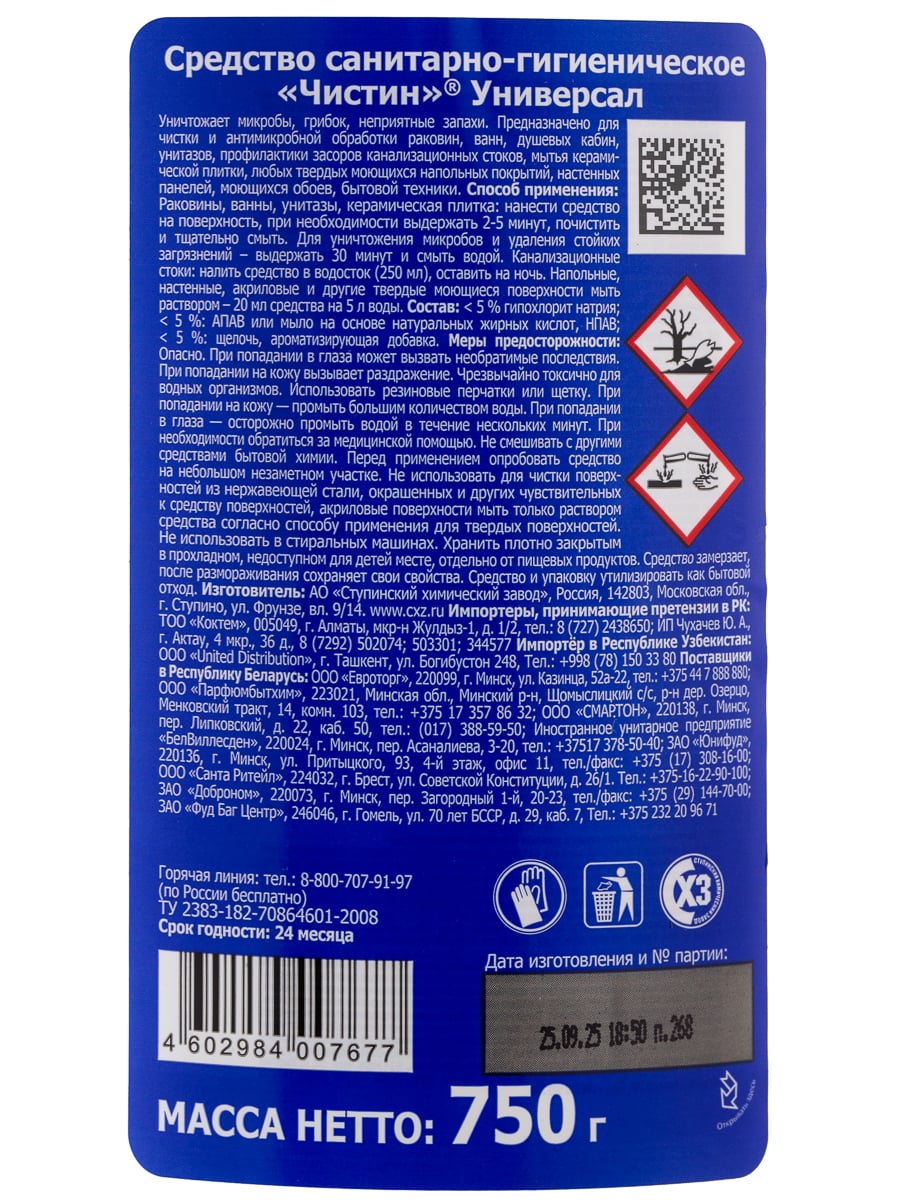 Средство санитарно-гигиеническое
«Чистин»® Универсал
Уничтожает микробы, грибок, неприятные запахи. Предназначено для
чистки и антимикробной обработки раковин, ванн, душевых кабин,
унитазов, профилактики засоров канализационных стоков, мытья керами-
ческой плитки, любых твердых моющихся напольных покрытий, настенных
панелей, моющихся обоев, бытовой техники. Способ применения:
Раковины, ванны, унитазы, керамическая плитка: нанести средство
на поверхность, при необходимости выдержать 2-5 минут, почистить
и тщательно смыть. Для уничтожения микробов и удаления стойких
загрязнений – выдержать 30 минут и смыть водой. Канализационные
стоки: налить средство в водосток (250 мл), оставить на ночь. Напольные,
настенные, акриловые и другие твердые моющиеся поверхности мыть
раствором – 20 мл средства на 5 л воды. Состав: < 5 % гипохлорит натрия;
< 5 %: АПАВ или мыло на основе натуральных жирных кислот, НПАВ;
< 5 %: щелочь, ароматизирующая добавка. Меры предосторожности:
Опасно. При попадании в глаза может вызвать необратимые последствия.
При попадании на кожу вызывает раздражение. Чрезвычайно токсично для
водных организмов. Использовать резиновые перчатки или щетку. При
попадании на кожу — промыть большим количеством воды. При попадании
в глаза — осторожно промыть водой в течение нескольких минут. При
необходимости обратиться за медицинской помощью. Не смешивать с другими
средствами бытовой химии. Перед применением опробовать средство
на небольшом незаметном участке. Не использовать для чистки поверх-
ностей из нержавеющей стали, окрашенных и других чувствительных
к средству поверхностей, акриловые поверхности мыть только раствором
средства согласно способу применения для твердых поверхностей.
Не использовать в стиральных машинах. Хранить плотно закрытым
в прохладном, недоступном для детей месте, отдельно от пищевых продуктов. Средство замерзает,
после размораживания сохраняет свои свойства. Средство и упаковку утилизировать как бытовой
отход. Изготовитель: АО «Ступинский химический завод», Россия, 142803, Московская обл.,
г. Ступино, ул. Фрунзе, вл. 9/14. www.cxz.ru Импортеры, принимающие претензии в РК:
ТОО «Коктем», 005049, г. Алматы, мкр-н Жулдыз-1, д. 1/2, тел.: 8 (727) 2438650; ИП Чухачев Ю. А.,
г. Актау, 4 мкр., 36 д., 8 (7292) 502074; 503301; 344577 Импортёр в Республике Узбекистан:
ООО «United Distribution», г. Ташкент, ул. Богибустон 248, Тел.: +998 (78) 150 33 80 Поставщики
в Республику Беларусь: ООО «Евроторг», 220099, г. Минск, ул. Казинца, 52а-22, тел.: +375 44 7 888 880;
ООО «Парфюмбытхим», 223021, Минская обл., Минский р-н, Щомыслицкий с/с, р-н дер. Озерцо,
Менковский тракт, 14, комн. 103, тел.: +375 17 357 86 32; ООО «СМАРТОН», 220138, г. Минск,
пер. Липковский, д. 22, каб. 50, тел.: (017) 388-59-50; Иностранное унитарное предприятие
«БелВиллесден», 220024, г. Минск, пер. Асаналиева, 3-20, тел.: +37517 378-50-40; ЗАО «Юнифуд»,
220136, г. Минск, ул. Притыцкого, 93, 4-й этаж, офис 11, тел./факс: +375 (17) 308-16-00;
ООО «Санта Ритейл», 224032, г. Брест, ул. Советской Конституции, д. 26/1. Тел.: +375-16-22-90-100;
ЗАО «Доброном», 220073, г. Минск, пер. Загородный 1-й, 20-23, тел./факс: +375 (29) 144-70-00;
ЗАО «Фуд Баг Центр», 246046, г. Гомель, ул. 70 лет БССР, д. 29, каб. 7, Тел.: +375 232 20 96 71
Горячая линия: тел.: 8-800-707-91-97
(по России бесплатно)
ТУ 2383-182-70864601-2008
Срок годности: 24 месяца
СТУПИНСКИЙ ХИМИЧЕСКИЙ ЗАВОД
СХЗ
Дата изготовления и № партии:
25.09.25 18:50 п.268
4 602984 007677
МАССА НЕТТО: 750 г
Открывать здесь